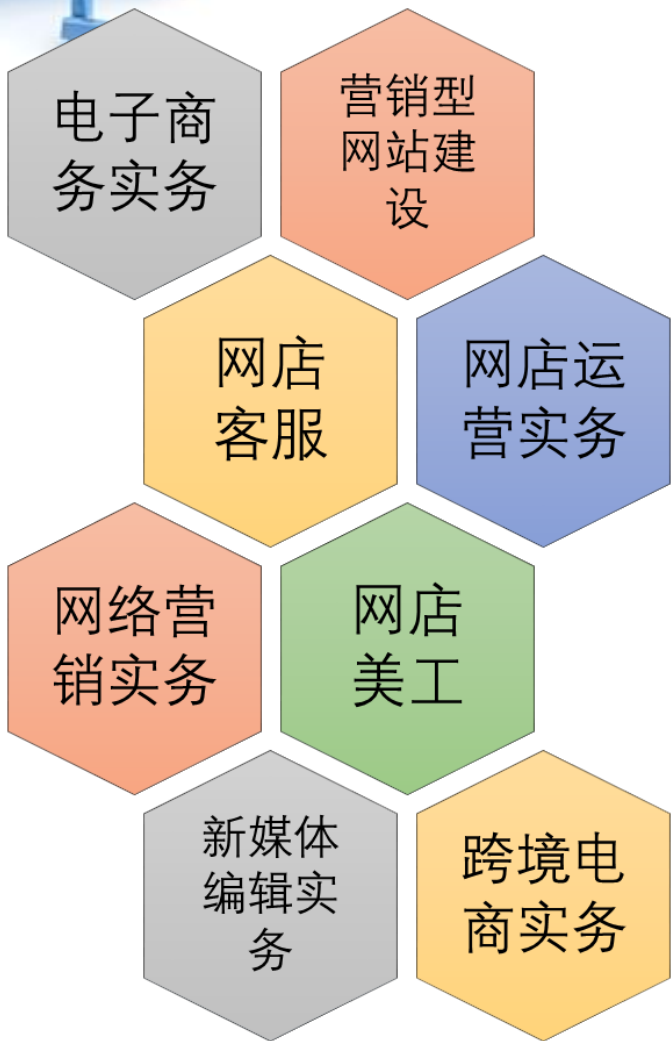 电子商
务实务
营销型
网站建
设
网店
客服
网店运
营实务
网络营
销实务
网店
美工
新媒体
编辑实
务
跨境电
商实务